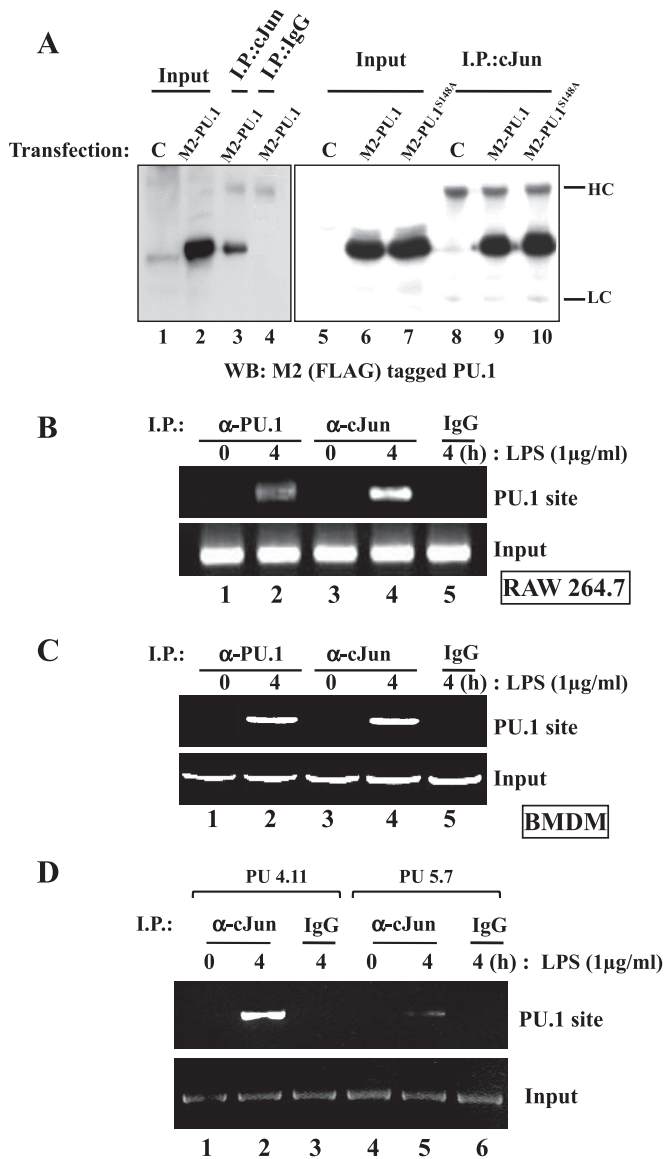 A
Input
I.P.:cJun
I.P.:IgG
Input
I.P.:cJun
Transfection: C M2-PU.1 M2-PU.1 M2-PU.1 C M2-PU.1 M2-PU.1S148A C M2-PU.1 M2-PU.1S148A
HC
LC
1 2 3 4 5 6 7 8 9 10
WB: M2 (FLAG) tagged PU.1
B
I.P.: α-PU.1 α-cJun IgG
0 4 0 4 4 (h) : LPS (1μg/ml)
PU.1 site
Input
1 2 3 4 5
RAW 264.7
C
I.P.: α-PU.1 α-cJun IgG
0 4 0 4 4 (h) : LPS (1μg/ml)
PU.1 site
Input
1 2 3 4 5
BMDM
D
PU 4.11 PU 5.7
I.P.: α-cJun IgG α-cJun IgG
0 4 4 0 4 4 (h) : LPS (1μg/ml)
PU.1 site
Input
1 2 3 4 5 6